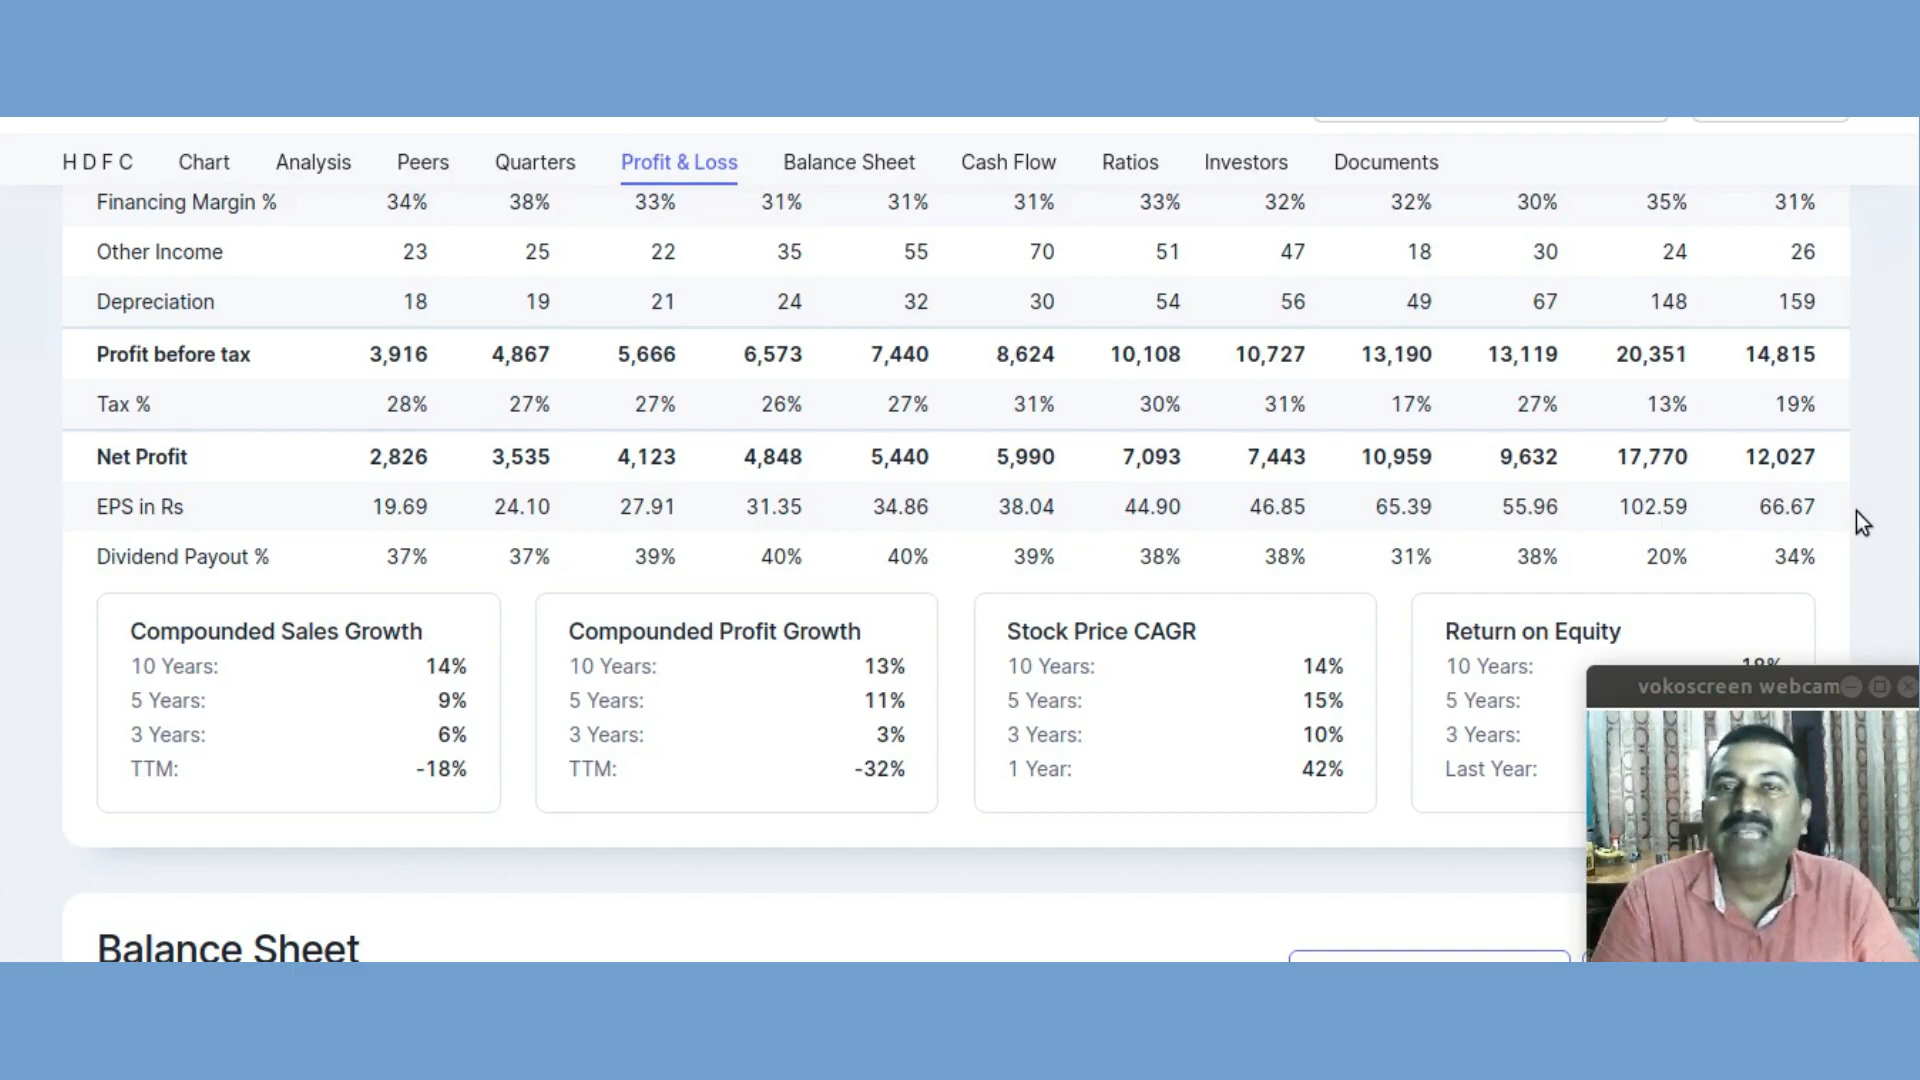 H D F C Chart Analysis Peers Quarters Profit & Loss Balance Sheet Cash Flow Ratios Investors Documents
Financing Margin % 34% 38% 33% 31% 31% 31% 33% 32% 32% 30% 35% 31%
Other Income 23 25 22 35 55 70 51 47 18 30 24 26
Depreciation 18 19 21 24 32 30 54 56 49 67 148 159
Profit before tax 3,916 4,867 5,666 6,573 7,440 8,624 10,108 10,727 13,190 13,119 20,351 14,815
Tax % 28% 27% 27% 26% 27% 31% 30% 31% 17% 27% 13% 19%
Net Profit 2,826 3,535 4,123 4,848 5,440 5,990 7,093 7,443 10,959 9,632 17,770 12,027
EPS in Rs 19.69 24.10 27.91 31.35 34.86 38.04 44.90 46.85 65.39 55.96 102.59 66.67
Dividend Payout % 37% 37% 39% 40% 40% 39% 38% 38% 31% 38% 20% 34%
Compounded Sales Growth
10 Years: 14%
5 Years: 9%
3 Years: 6%
TTM: -18%
Compounded Profit Growth
10 Years: 13%
5 Years: 11%
3 Years: 3%
TTM: -32%
Stock Price CAGR
10 Years: 14%
5 Years: 15%
3 Years: 10%
1 Year: 42%
Return on Equity
10 Years:
5 Years:
3 Years:
Last Year:
vokoscreen webcam
Balance Sheet